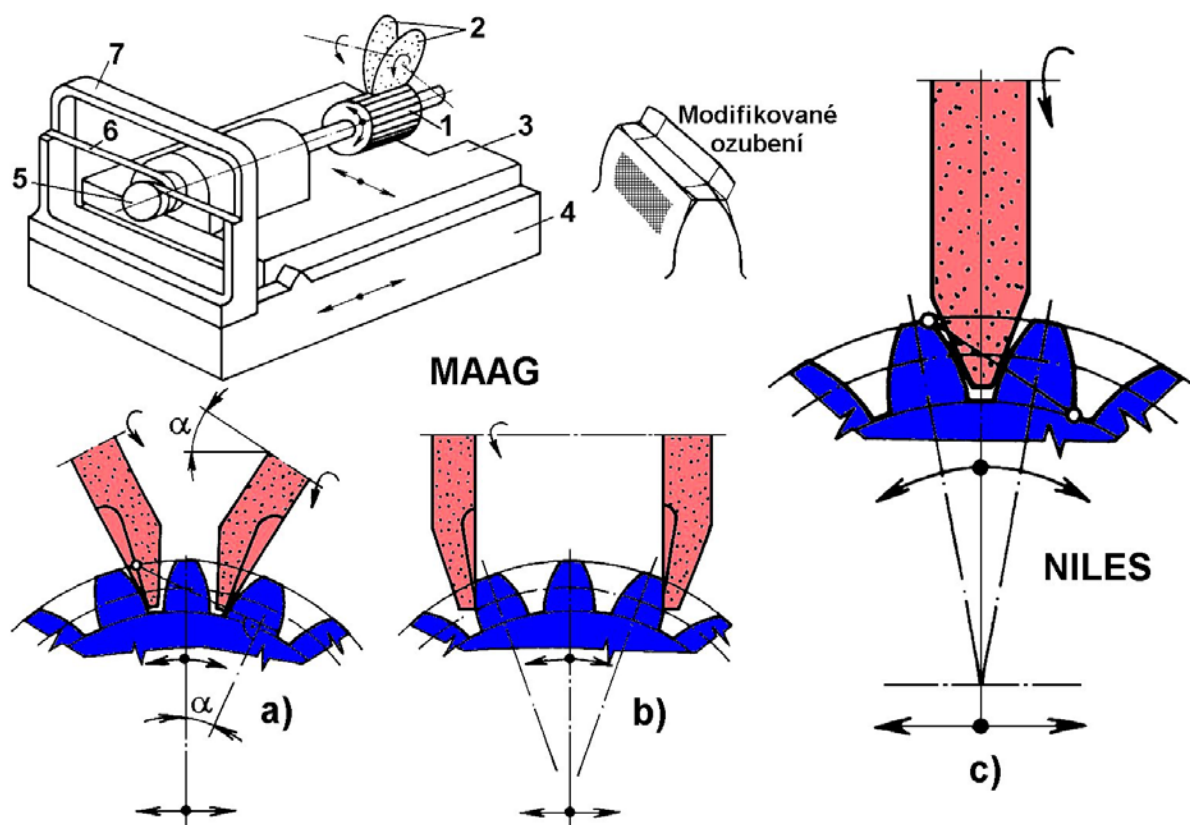 2
7
6
1
3
5
4
Modifikované
ozubení
MAAG
α
α
a)
b)
NILES
c)